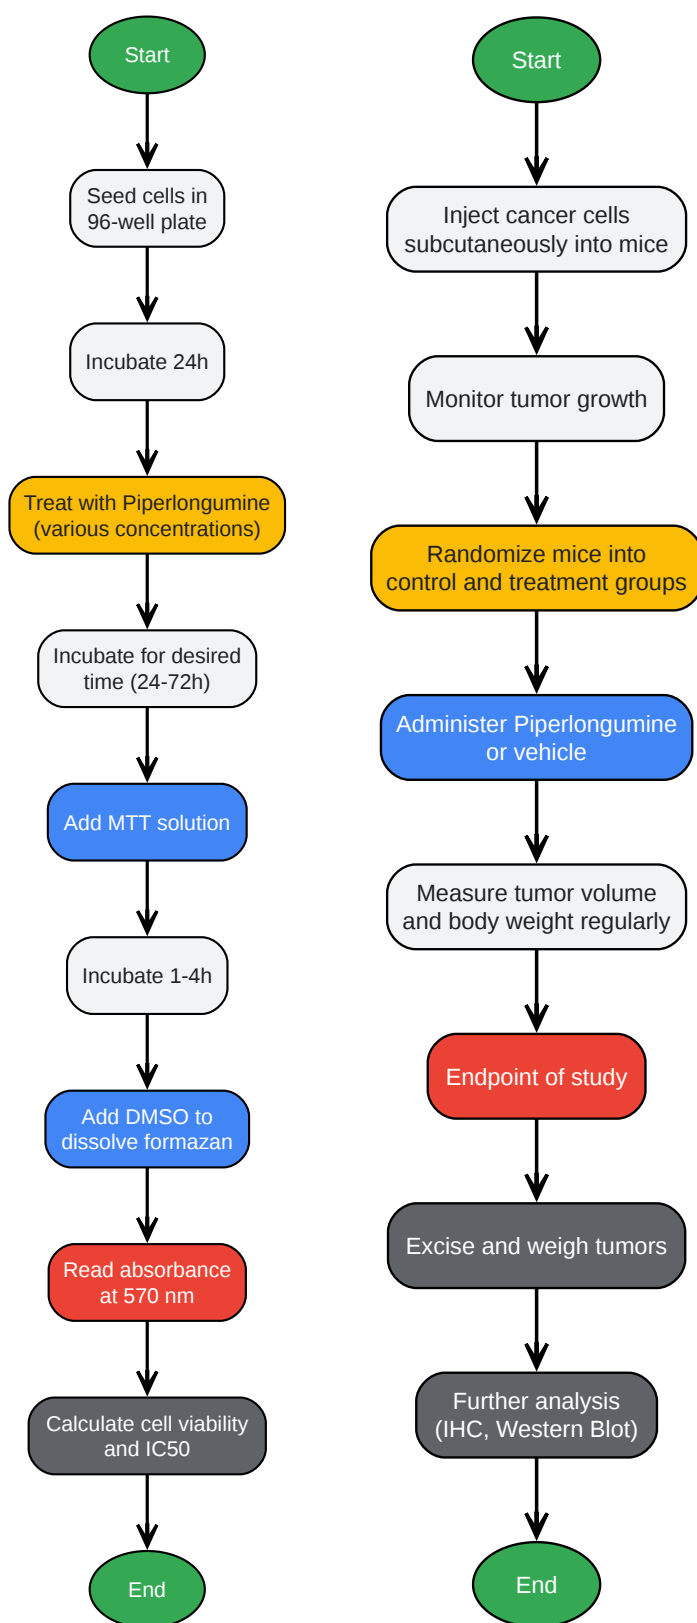 Start
Seed cells in
96-well plate
Incubate 24h
Treat with Piperlongumine
(various concentrations)
Incubate for desired
time (24-72h)
Add MTT solution
Incubate 1-4h
Add DMSO to
dissolve formazan
Read absorbance
at 570 nm
Calculate cell viability
and IC50
End
Start
Inject cancer cells
subcutaneously into mice
Monitor tumor growth
Randomize mice into
control and treatment groups
Administer Piperlongumine
or vehicle
Measure tumor volume
and body weight regularly
Endpoint of study
Excise and weigh tumors
Further analysis
(IHC, Western Blot)
End